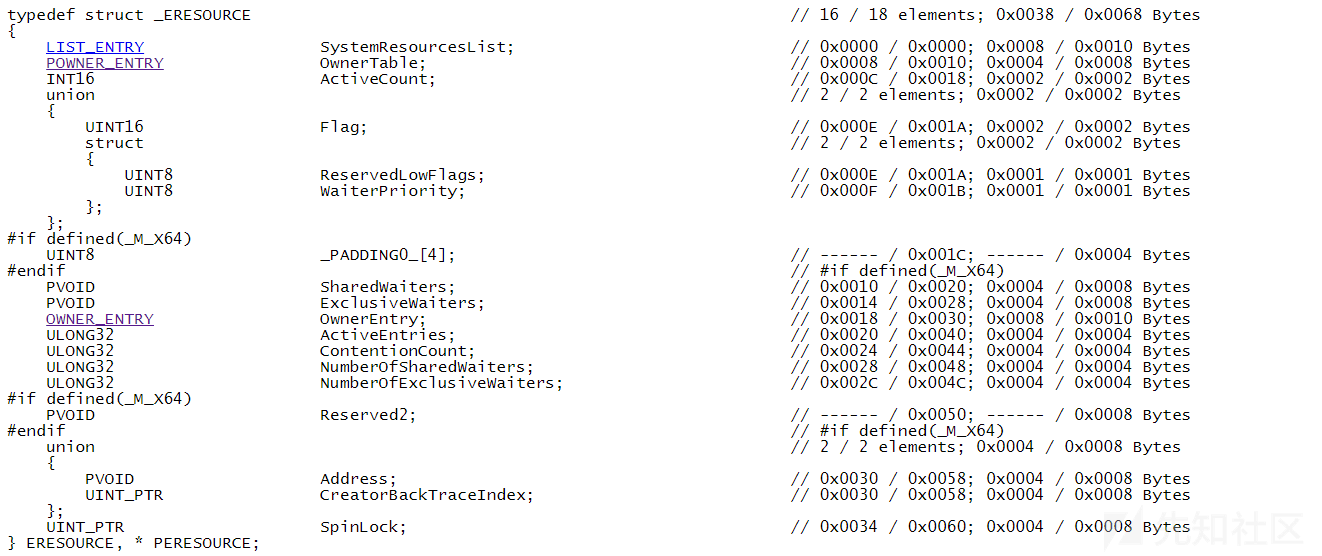 typedef struct _ERESOURCE // 16 / 18 elements; 0x0038 / 0x0068 Bytes
{
LIST_ENTRY SystemResourcesList; // 0x0000 / 0x0000; 0x0008 / 0x0010 Bytes
POWNER_ENTRY OwnerTable; // 0x0008 / 0x0010; 0x0004 / 0x0008 Bytes
INT16 ActiveCount; // 0x000C / 0x0018; 0x0002 / 0x0002 Bytes
union // 2 / 2 elements; 0x0002 / 0x0002 Bytes
{
UINT16 Flag; // 0x000E / 0x001A; 0x0002 / 0x0002 Bytes
struct // 2 / 2 elements; 0x0002 / 0x0002 Bytes
{
UINT8 ReservedLowFlags; // 0x000E / 0x001A; 0x0001 / 0x0001 Bytes
UINT8 WaiterPriority; // 0x000F / 0x001B; 0x0001 / 0x0001 Bytes
};
};
#if defined(_M_X64)
UINT8 _PADDING0_[4]; // ------ / 0x001C; ------ / 0x0004 Bytes
#endif // #if defined(_M_X64)
PVOID SharedWaiters; // 0x0010 / 0x0020; 0x0004 / 0x0008 Bytes
PVOID ExclusiveWaiters; // 0x0014 / 0x0028; 0x0004 / 0x0008 Bytes
OWNER_ENTRY OwnerEntry; // 0x0018 / 0x0030; 0x0008 / 0x0010 Bytes
ULONG32 ActiveEntries; // 0x0020 / 0x0040; 0x0004 / 0x0004 Bytes
ULONG32 ContentionCount; // 0x0024 / 0x0044; 0x0004 / 0x0004 Bytes
ULONG32 NumberOfSharedWaiters; // 0x0028 / 0x0048; 0x0004 / 0x0004 Bytes
ULONG32 NumberOfExclusiveWaiters; // 0x002C / 0x004C; 0x0004 / 0x0004 Bytes
#if defined(_M_X64)
PVOID Reserved2; // ------ / 0x0050; ------ / 0x0008 Bytes
#endif // #if defined(_M_X64)
union // 2 / 2 elements; 0x0004 / 0x0008 Bytes
{
PVOID Address; // 0x0030 / 0x0058; 0x0004 / 0x0008 Bytes
UINT_PTR CreatorBackTraceIndex; // 0x0030 / 0x0058; 0x0004 / 0x0008 Bytes
};
UINT_PTR SpinLock; // 0x0034 / 0x0060; 0x0004 / 0x0008 Bytes
} ERESOURCE, * PERESOURCE;
先知社区